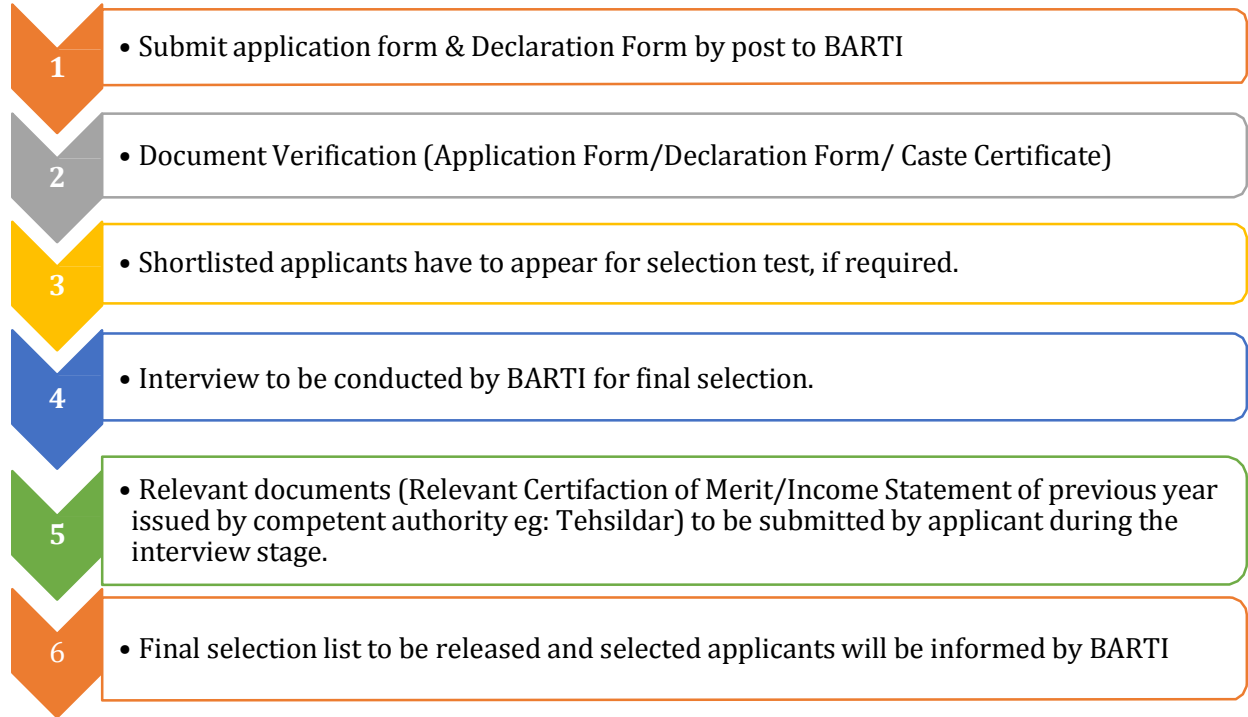 1
• Submit application form & Declaration Form by post to BARTI
2
• Document Verification (Application Form/Declaration Form/ Caste Certificate)
3
• Shortlisted applicants have to appear for selection test, if required.
4
• Interview to be conducted by BARTI for final selection.
5
• Relevant documents (Relevant Certifaction of Merit/Income Statement of previous year
issued by competent authority eg: Tehsildar) to be submitted by applicant during the
interview stage.
6
• Final selection list to be released and selected applicants will be informed by BARTI